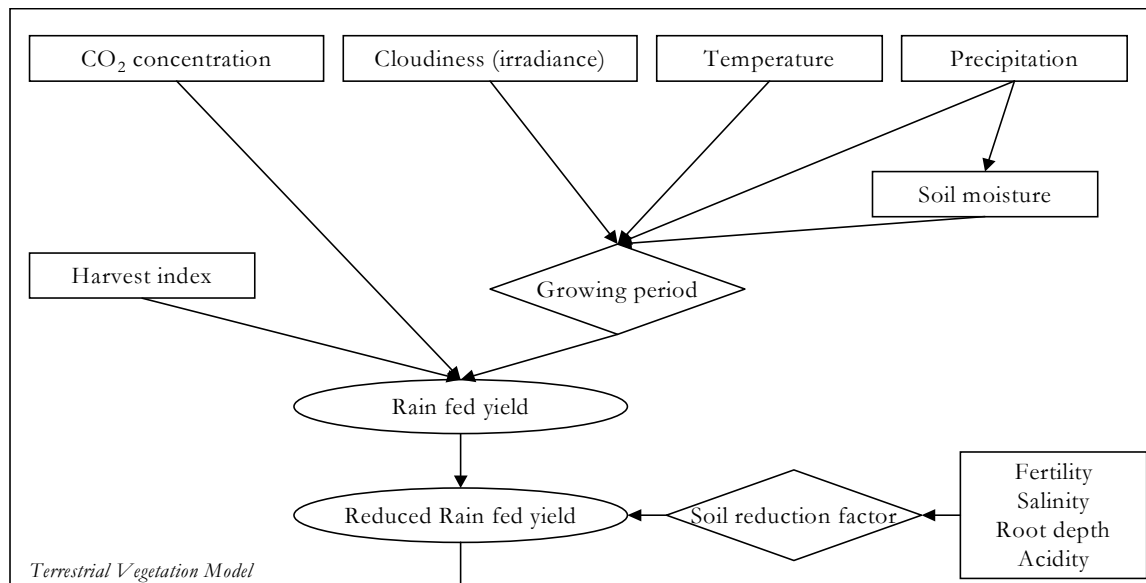 CO₂ concentration
Cloudiness (irradiance)
Temperature
Precipitation
Soil moisture
Harvest index
Growing period
Rain fed yield
Reduced Rain fed yield
Soil reduction factor
Fertility
Salinity
Root depth
Acidity
Terrestrial Vegetation Model